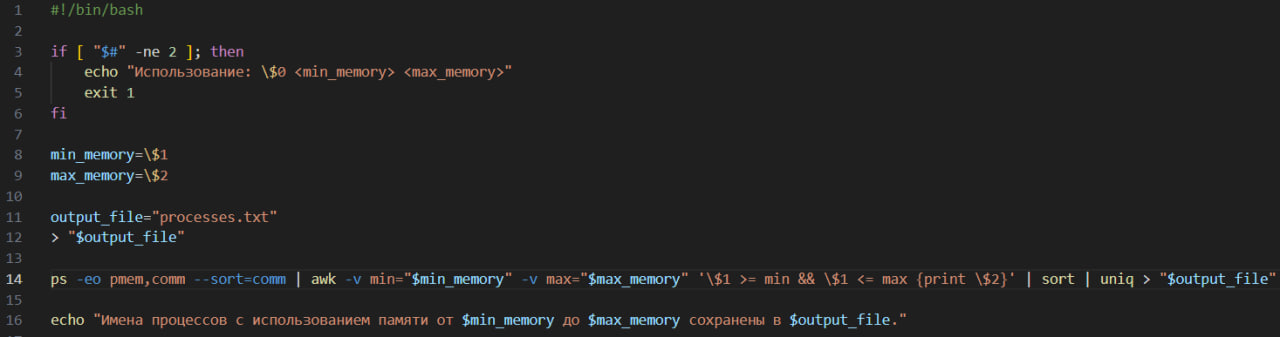 1 #!/bin/bash
2
3 if [ "$#" -ne 2 ]; then
4 echo "Использование: \$0 <min_memory> <max_memory>"
5 exit 1
6 fi
7
8 min_memory=\$1
9 max_memory=\$2
10
11 output_file="processes.txt"
12 > "$output_file"
13
14 ps -eo pmem,comm --sort=comm | awk -v min="$min_memory" -v max="$max_memory" '\$1 >= min && \$1 <= max {print \$2}' | sort | uniq > "$output_file"
15
16 echo "Имена процессов с использованием памяти от $min_memory до $max_memory сохранены в $output_file."